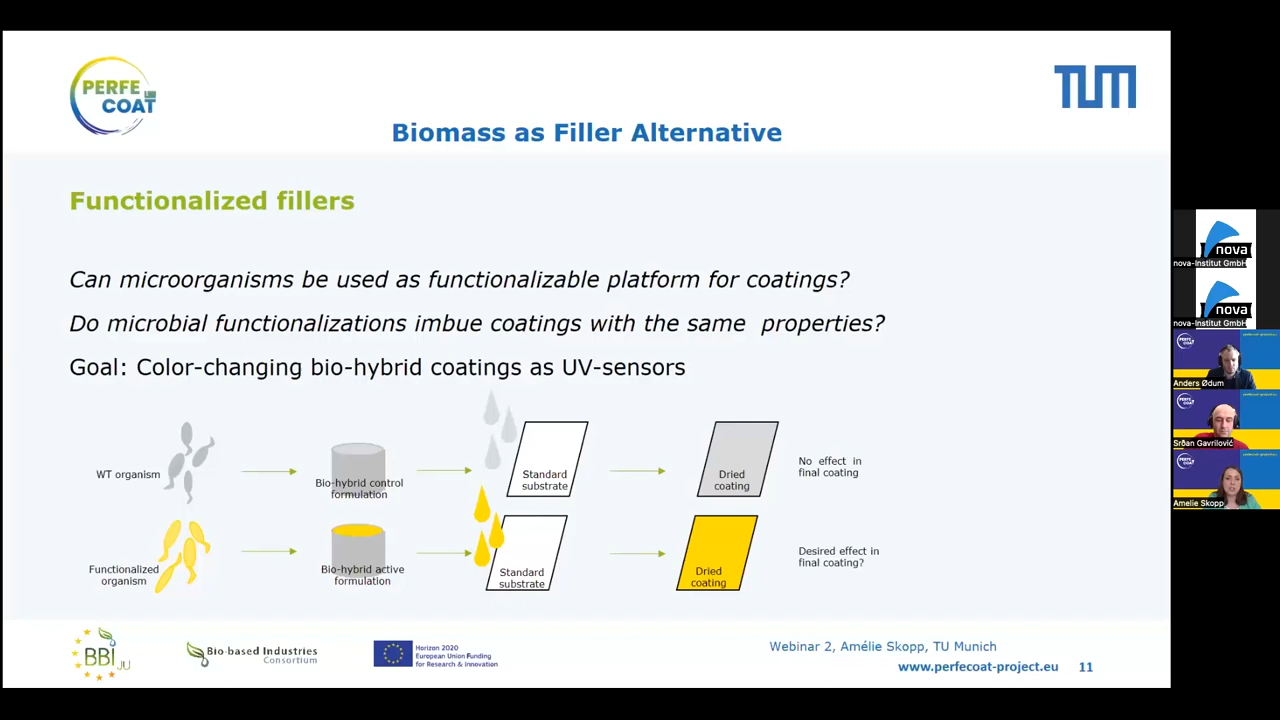 PERFE
COAT
TUM
Biomass as Filler Alternative
Functionalized fillers
Can microorganisms be used as functionalizable platform for coatings?
Do microbial functionalizations imbue coatings with the same properties?
Goal: Color-changing bio-hybrid coatings as UV-sensors
WT organism
Bio-hybrid control
formulation
Standard
substrate
Dried
coating
No effect in
final coating
Functionalized
organism
Bio-hybrid active
formulation
Standard
substrate
Dried
coating
Desired effect in
final coating?
BBI JU
Bio-based Industries
Consortium
Horizon 2020
European Union Funding
for Research & Innovation
Webinar 2, Amélie Skopp, TU Munich
www.perfecoat-project.eu 11
nova
nova-Institut GmbH
nova
nova-Institut GmbH
Anders Ødum
Srđan Gavrilović
Amelie Skopp